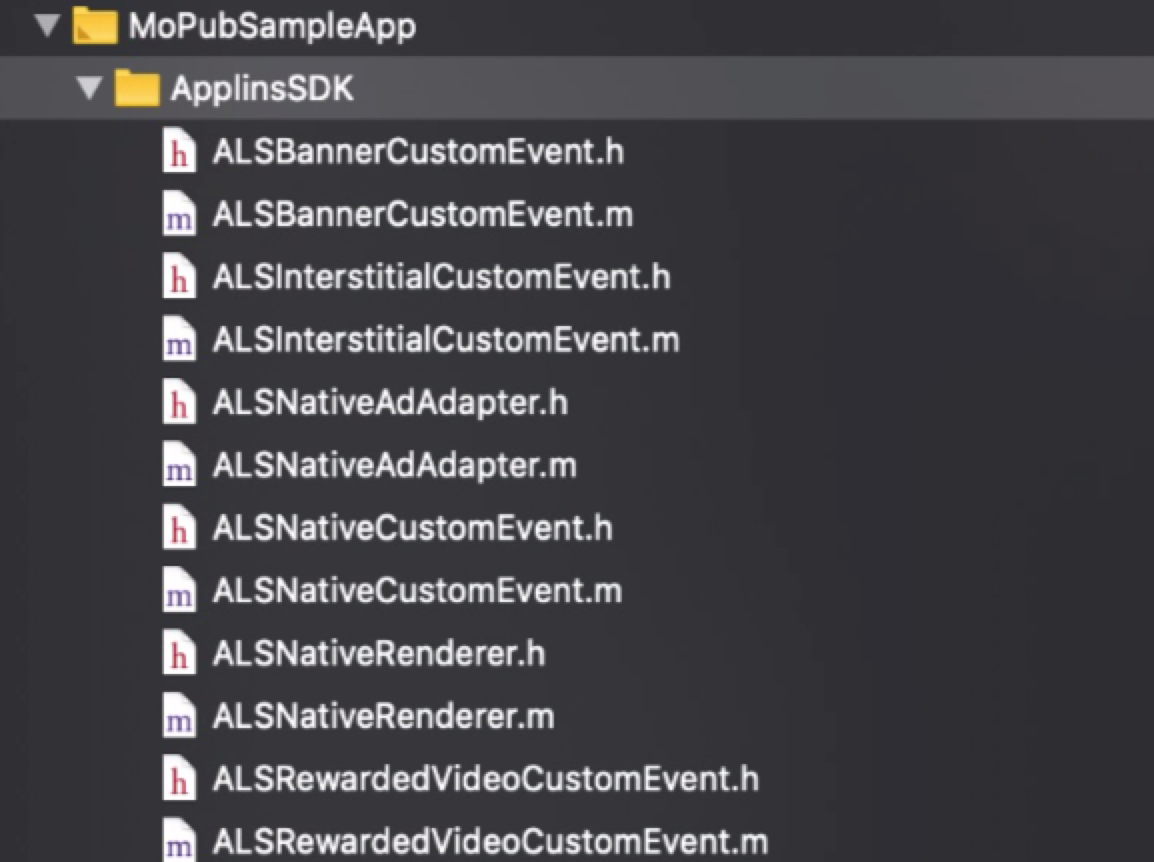 MoPubSampleApp
ApplinsSDK
h ALSBannerCustomEvent.h
m ALSBannerCustomEvent.m
h ALSInterstitialCustomEvent.h
m ALSInterstitialCustomEvent.m
h ALSNativeAdAdapter.h
m ALSNativeAdAdapter.m
h ALSNativeCustomEvent.h
m ALSNativeCustomEvent.m
h ALSNativeRenderer.h
m ALSNativeRenderer.m
h ALSRewardedVideoCustomEvent.h
m ALSRewardedVideoCustomEvent.m